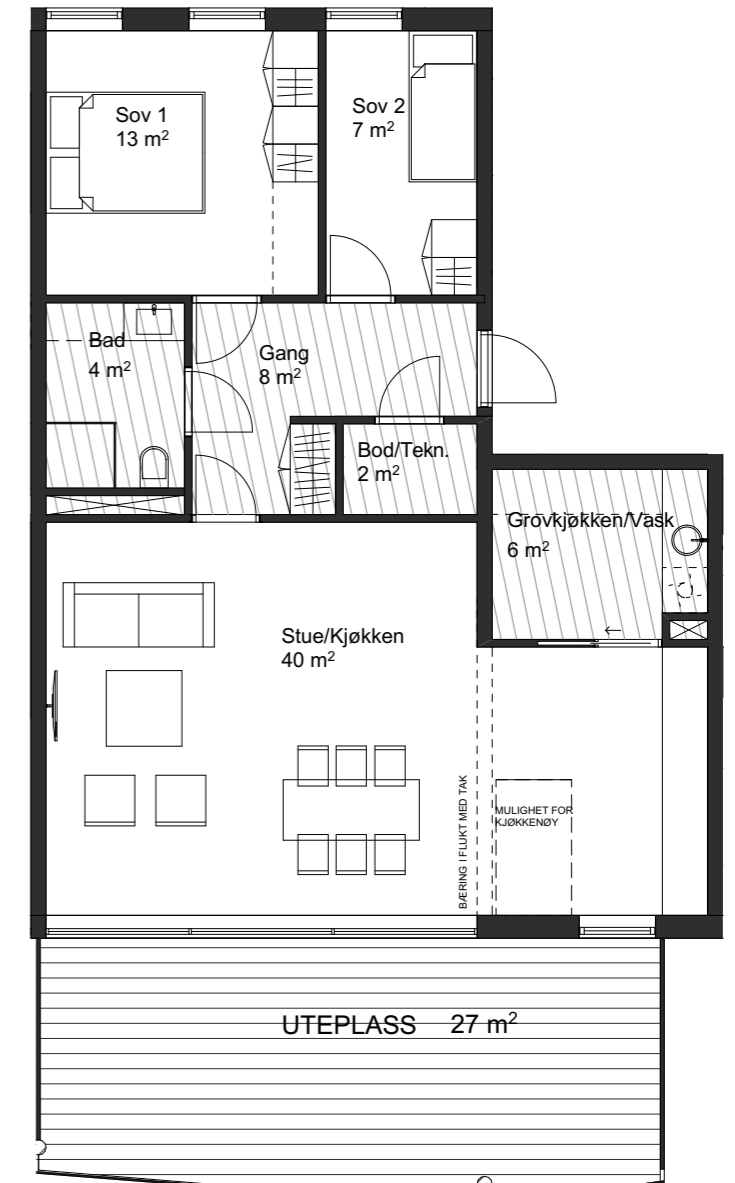 Sov 1
13 m²
Sov 2
7 m²
Bad
4 m²
Gang
8 m²
Bod/Tekn.
2 m²
Grovkjøkken/Vask
6 m²
Stue/Kjøkken
40 m²
BÆRING I FLUKT MED TAK
MULIGHET FOR
KJØKKENØY
UTEPLASS 27 m²